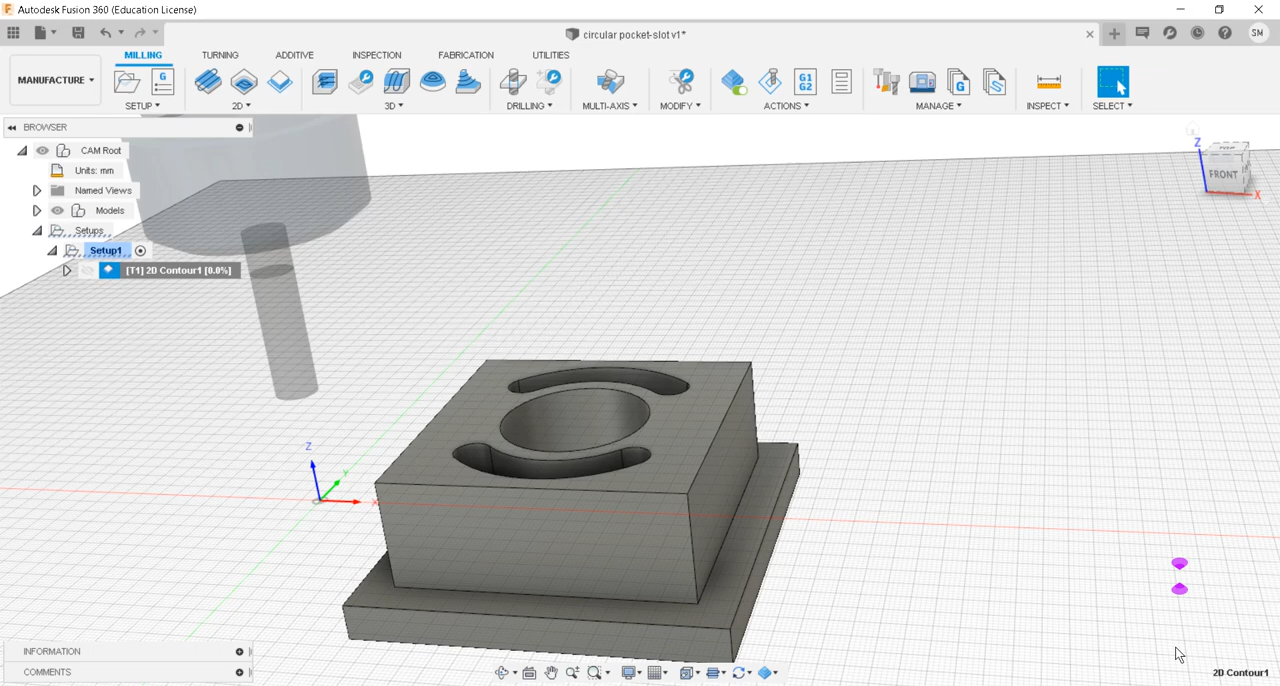 Autodesk Fusion 360 (Education License)
circular pocket-slot v1*
SM
MILLING TURNING ADDITIVE INSPECTION FABRICATION UTILITIES
MANUFACTURE
G G1 G2 G
SETUP 2D 3D DRILLING MULTI-AXIS MODIFY ACTIONS MANAGE INSPECT SELECT
BROWSER
CAM Root
Units: mm
Named Views
Models
Setups
Setup1
[T1] 2D Contour1 [0.0%]
Z
FRONT
X
Z
Y
X
INFORMATION
COMMENTS
2D Contour1